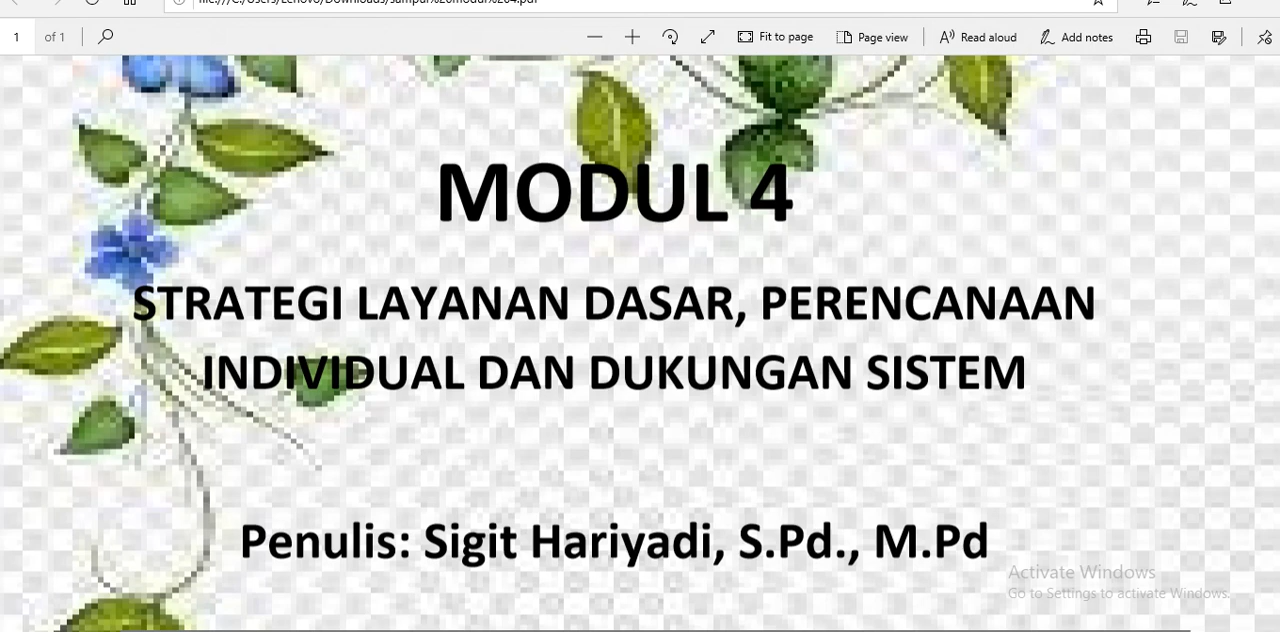 1 of 1 Fit to page Page view Read aloud Add notes
MODUL 4
STRATEGI LAYANAN DASAR, PERENCANAAN
INDIVIDUAL DAN DUKUNGAN SISTEM
Penulis: Sigit Hariyadi, S.Pd., M.Pd
Activate Windows
Go to Settings to activate Windows.